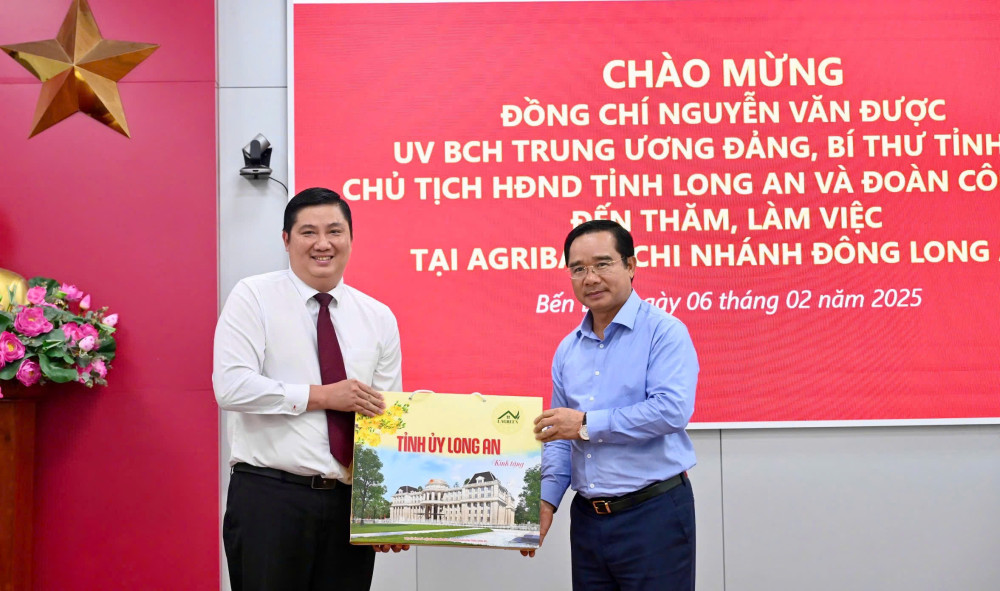 CHÀO MỪNG
ĐỒNG CHÍ NGUYỄN VĂN ĐƯỢC
UV BCH TRUNG ƯƠNG ĐẢNG, BÍ THƯ TỈNH
CHỦ TỊCH HĐND TỈNH LONG AN VÀ ĐOÀN CÔ
ĐẾN THĂM, LÀM VIỆC
TẠI AGRIBA CHI NHÁNH ĐÔNG LONG
Bến gày 06 tháng 02 năm 2025
TỈNH ỦY LONG AN
Kính tặng